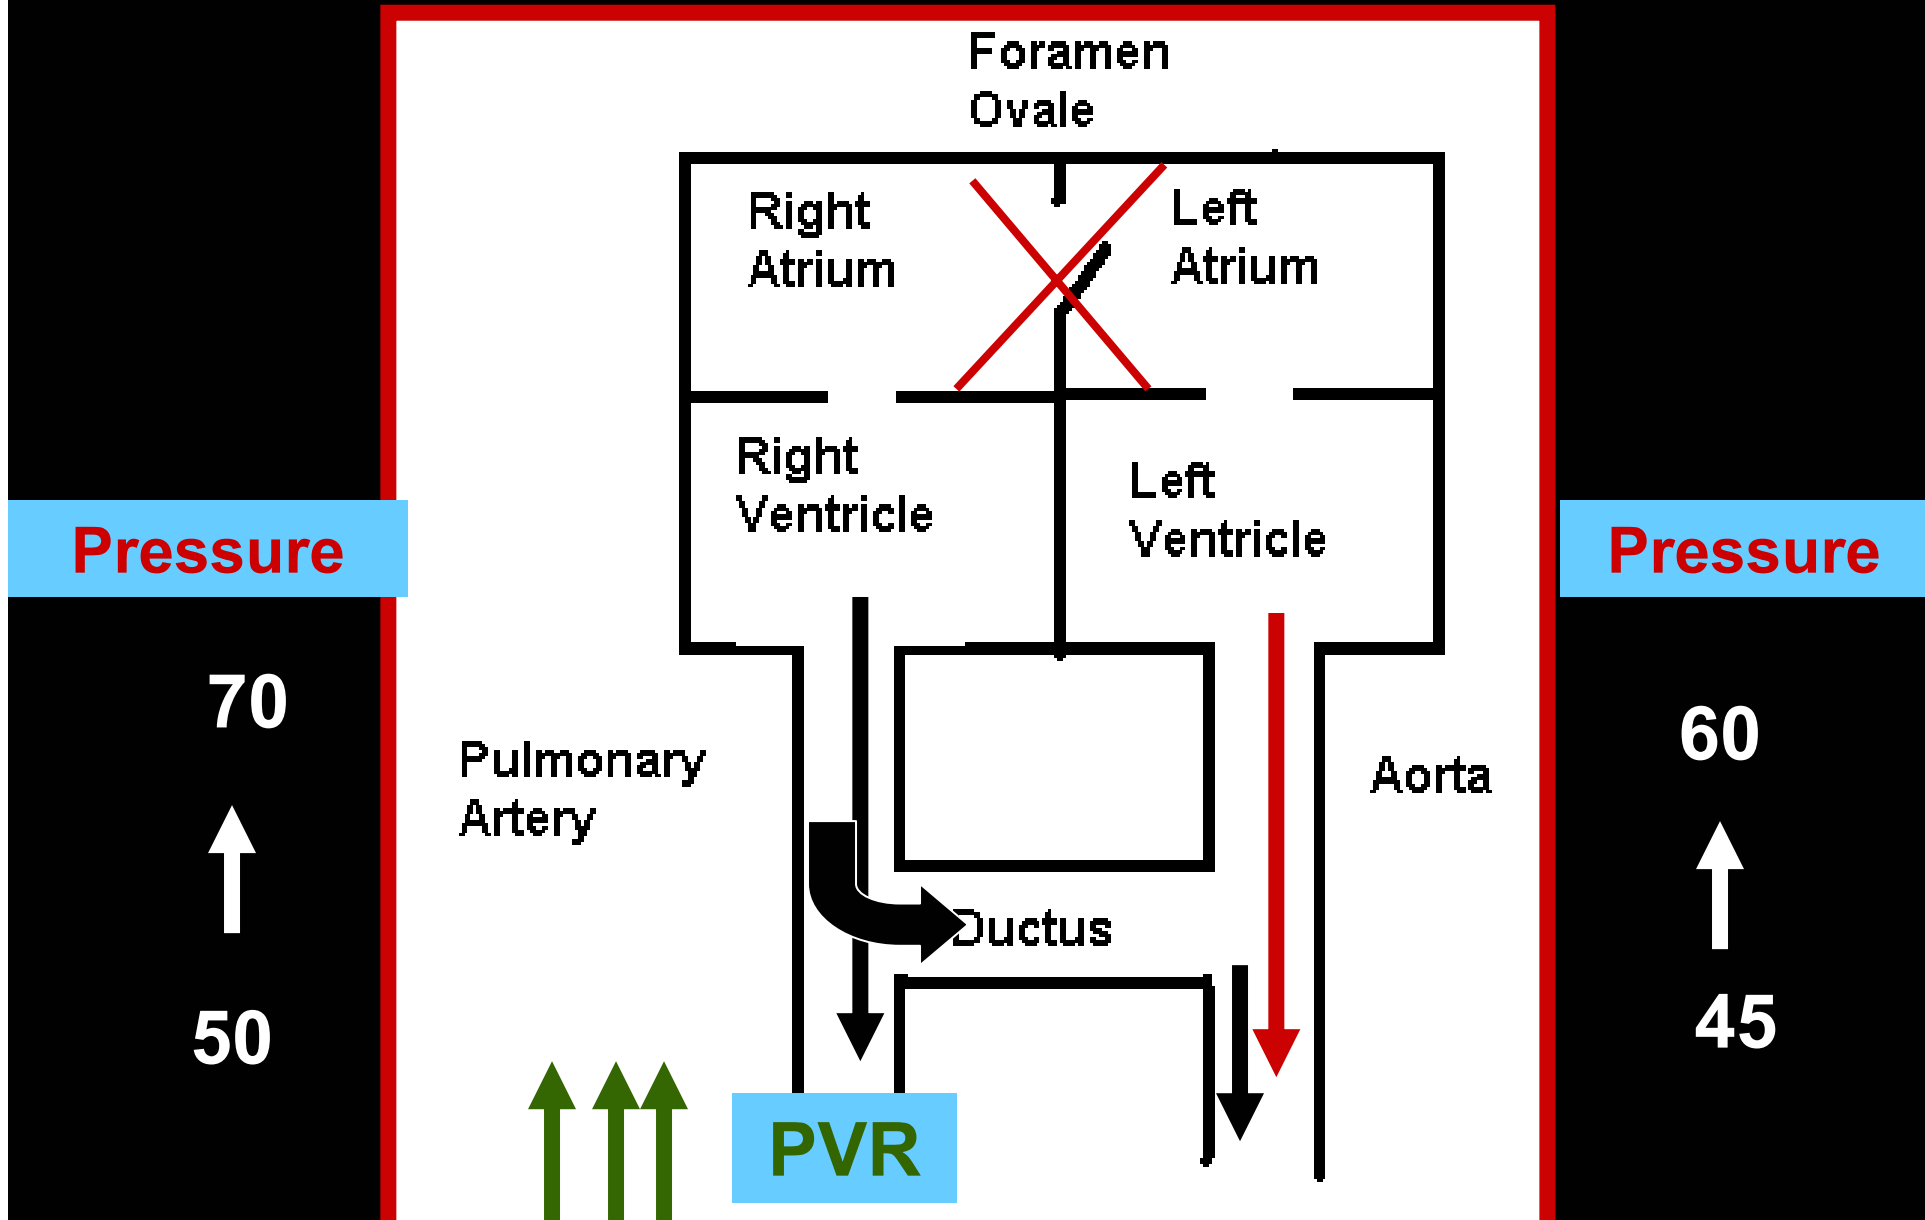 Foramen
Ovale
Right
Atrium
Left
Atrium
Right
Ventricle
Left
Ventricle
Pressure
Pressure
70
60
Pulmonary
Artery
Aorta
Ductus
50
45
PVR